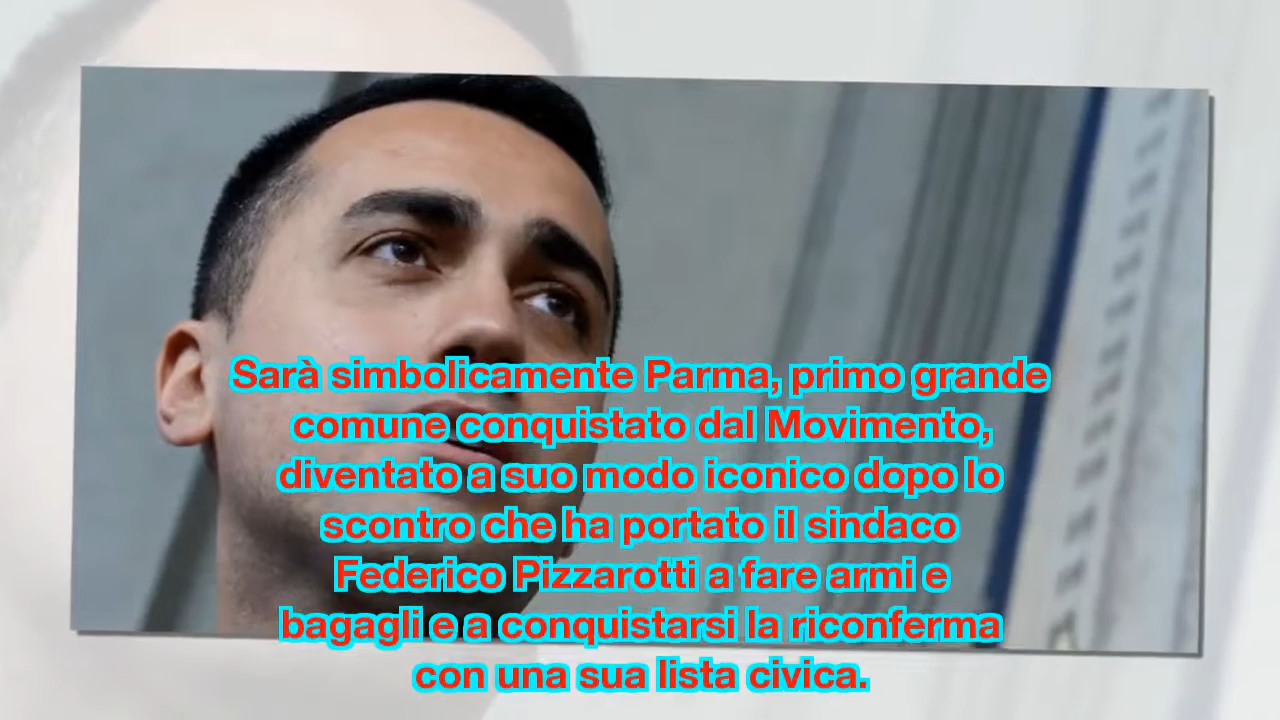 Sarà simbolicamente Parma, primo grande
comune conquistato dal Movimento,
diventato a suo modo iconico dopo lo
scontro che ha portato il sindaco
Federico Pizzarotti a fare armi e
bagagli e a conquistarsi la riconferma
con una sua lista civica.